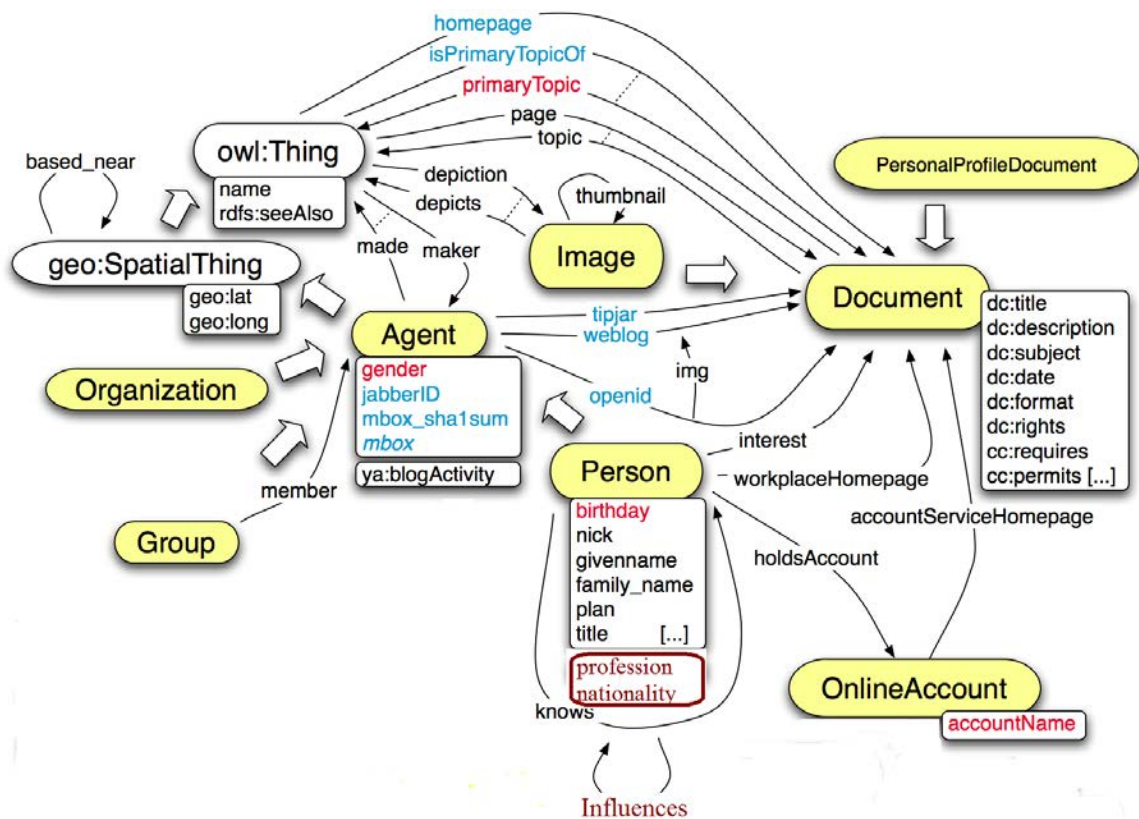 homepage
isPrimaryTopicOf
primaryTopic
page
topic
owl:Thing
name
rdfs:seeAlso
based_near
depiction
depicts
thumbnail
PersonalProfileDocument
geo:SpatialThing
geo:lat
geo:long
made
maker
Image
Document
dc:title
dc:description
dc:subject
dc:date
dc:format
dc:rights
cc:requires
cc:permits [...]
Agent
gender
jabberID
mbox_sha1sum
mbox
ya:blogActivity
tipjar
weblog
img
openid
Organization
member
Group
Person
birthday
nick
givenname
family_name
plan
title [...]
profession
nationality
knows
Influences
interest
workplaceHomepage
accountServiceHomepage
holdsAccount
OnlineAccount
accountName